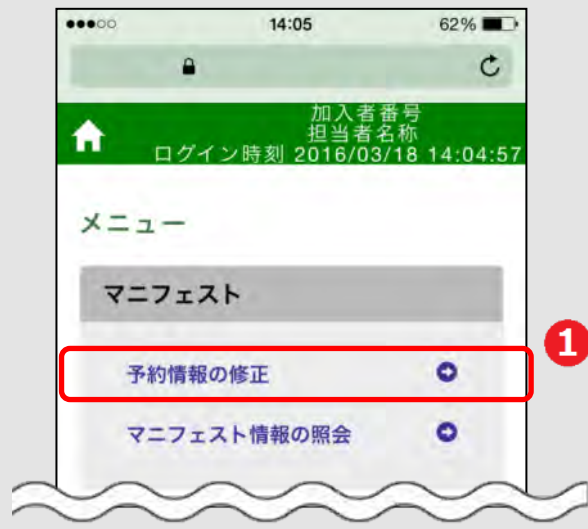 14:05 62%
加入者番号
担当者名称
ログイン時刻 2016/03/18 14:04:57
メニュー
マニフェスト
1
予約情報の修正
マニフェスト情報の照会